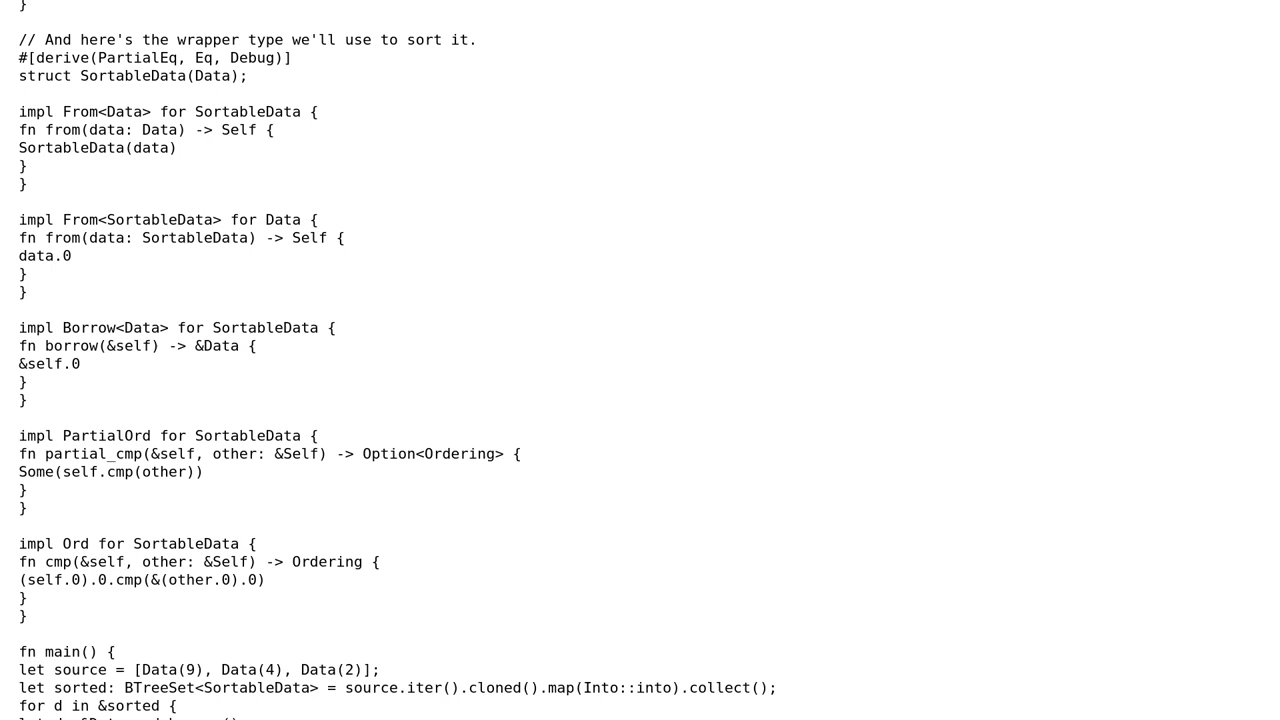 }

// And here's the wrapper type we'll use to sort it.
#[derive(PartialEq, Eq, Debug)]
struct SortableData(Data);

impl From<Data> for SortableData {
fn from(data: Data) -> Self {
SortableData(data)
}
}

impl From<SortableData> for Data {
fn from(data: SortableData) -> Self {
data.0
}
}

impl Borrow<Data> for SortableData {
fn borrow(&self) -> &Data {
&self.0
}
}

impl PartialOrd for SortableData {
fn partial_cmp(&self, other: &Self) -> Option<Ordering> {
Some(self.cmp(other))
}
}

impl Ord for SortableData {
fn cmp(&self, other: &Self) -> Ordering {
(self.0).0.cmp(&(other.0).0)
}
}

fn main() {
let source = [Data(9), Data(4), Data(2)];
let sorted: BTreeSet<SortableData> = source.iter().cloned().map(Into::into).collect();
for d in &sorted {